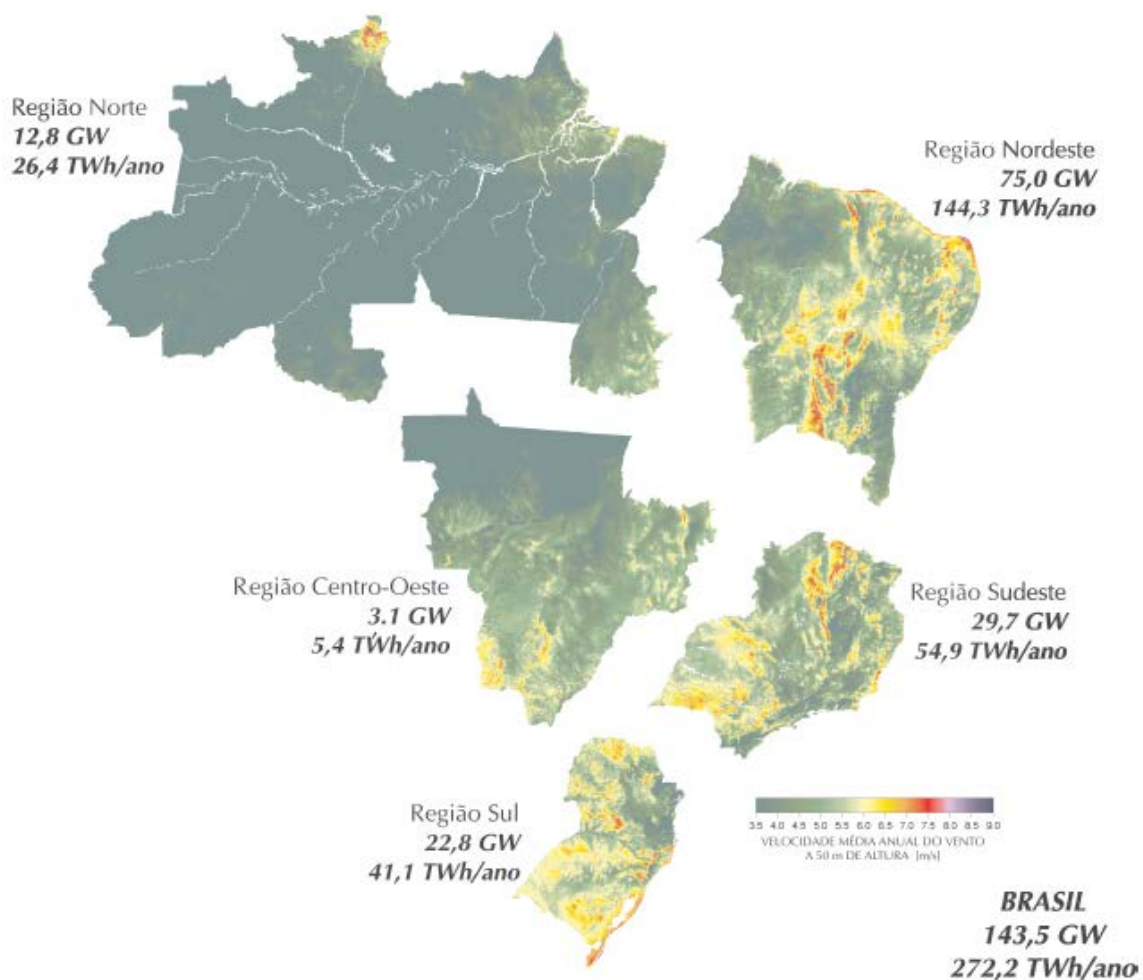 Região Norte
12,8 GW
26,4 TWh/ano
Região Nordeste
75,0 GW
144,3 TWh/ano
Região Centro-Oeste
3.1 GW
5,4 TWh/ano
Região Sudeste
29,7 GW
54,9 TWh/ano
Região Sul
22,8 GW
41,1 TWh/ano
3.5 4.0 4.5 5.0 5.5 6.0 6.5 7.0 7.5 8.0 8.5 9.0
VELOCIDADE MÉDIA ANUAL DO VENTO
A 50 m DE ALTURA [m/s]
BRASIL
143,5 GW
272,2 TWh/ano